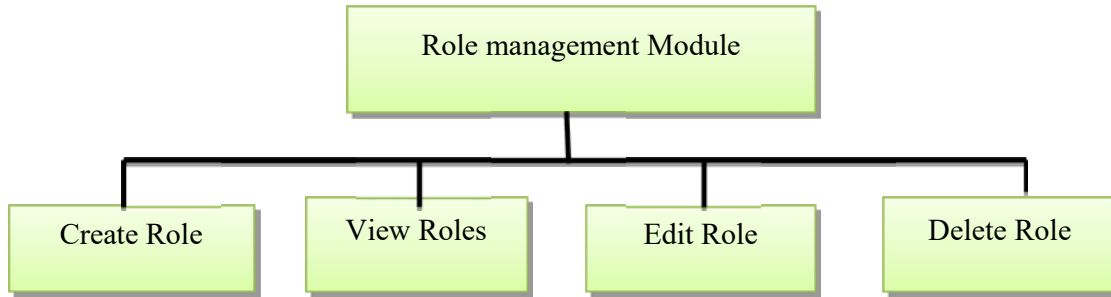 Role management Module
Create Role
View Roles
Edit Role
Delete Role